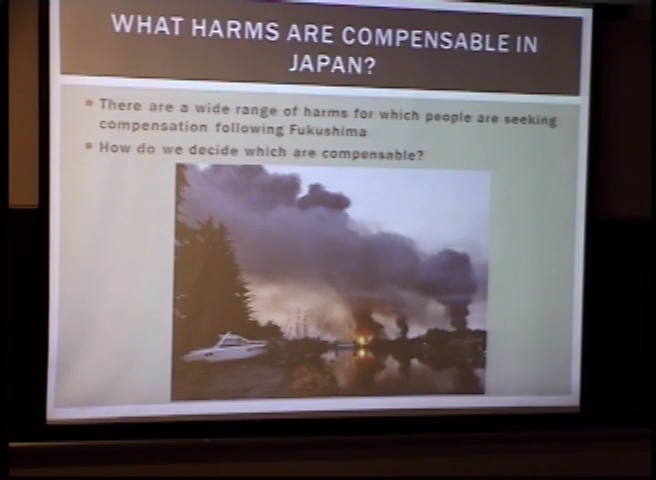 WHAT HARMS ARE COMPENSABLE IN
JAPAN?
There are a wide range of harms for which people are seeking
compensation following Fukushima
How do we decide which are compensable?